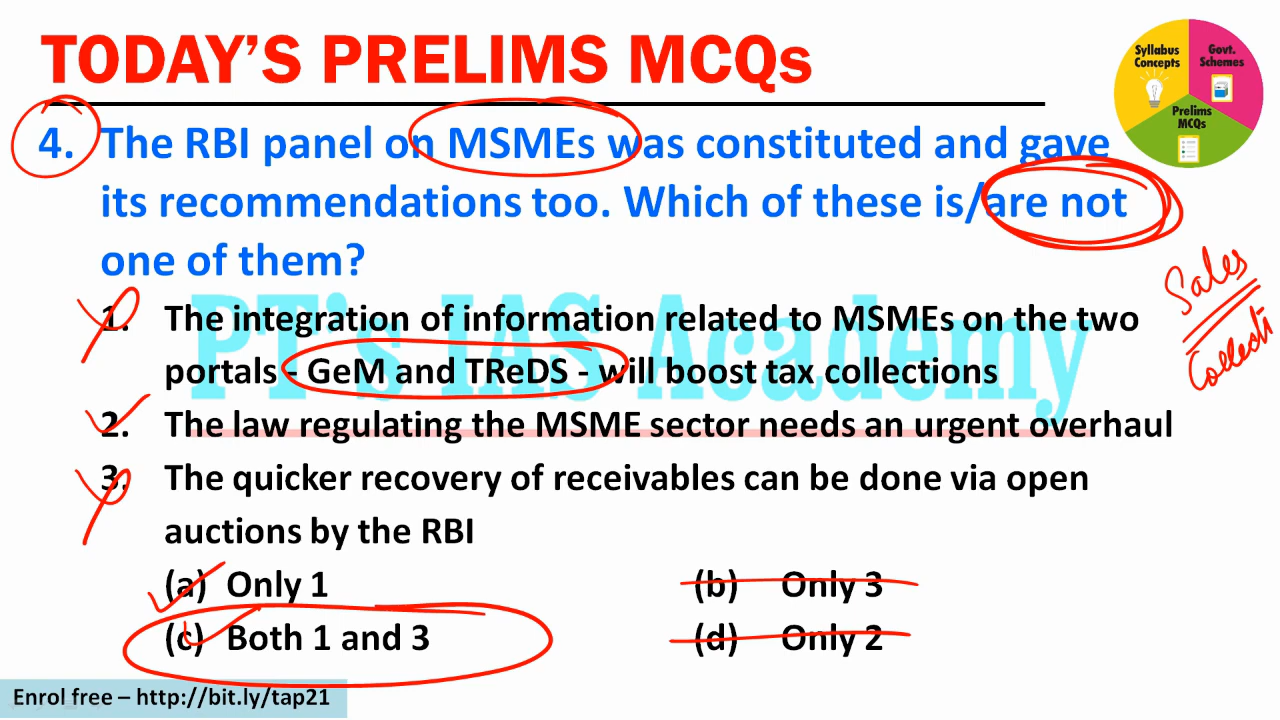 TODAY'S PRELIMS MCQs
Syllabus
Concepts
Govt.
Schemes
Prelims
MCQs
4. The RBI panel on MSMEs was constituted and gave
its recommendations too. Which of these is/are not
one of them?
Sales
Collecti
PT's IAS Academy
1. The integration of information related to MSMEs on the two
portals - GeM and TReDS - will boost tax collections
2. The law regulating the MSME sector needs an urgent overhaul
3. The quicker recovery of receivables can be done via open
auctions by the RBI
(a) Only 1 (b) Only 3
(c) Both 1 and 3 (d) Only 2
Enrol free – http://bit.ly/tap21